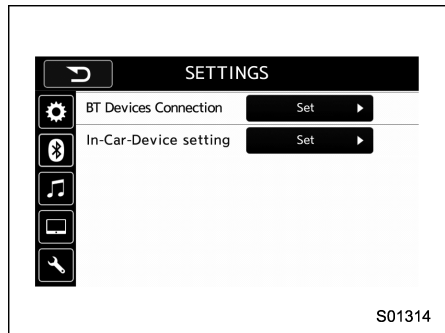 SETTINGS
BT Devices Connection Set
In-Car-Device setting Set
S01314